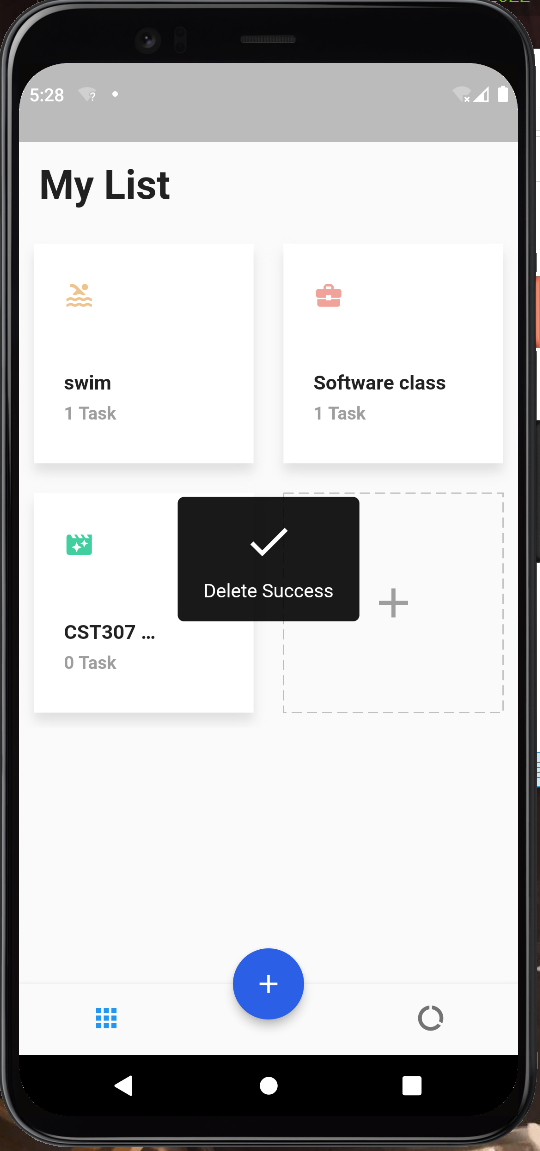 5:28
My List
swim
1 Task
Software class
1 Task
Delete Success
CST307 ...
0 Task